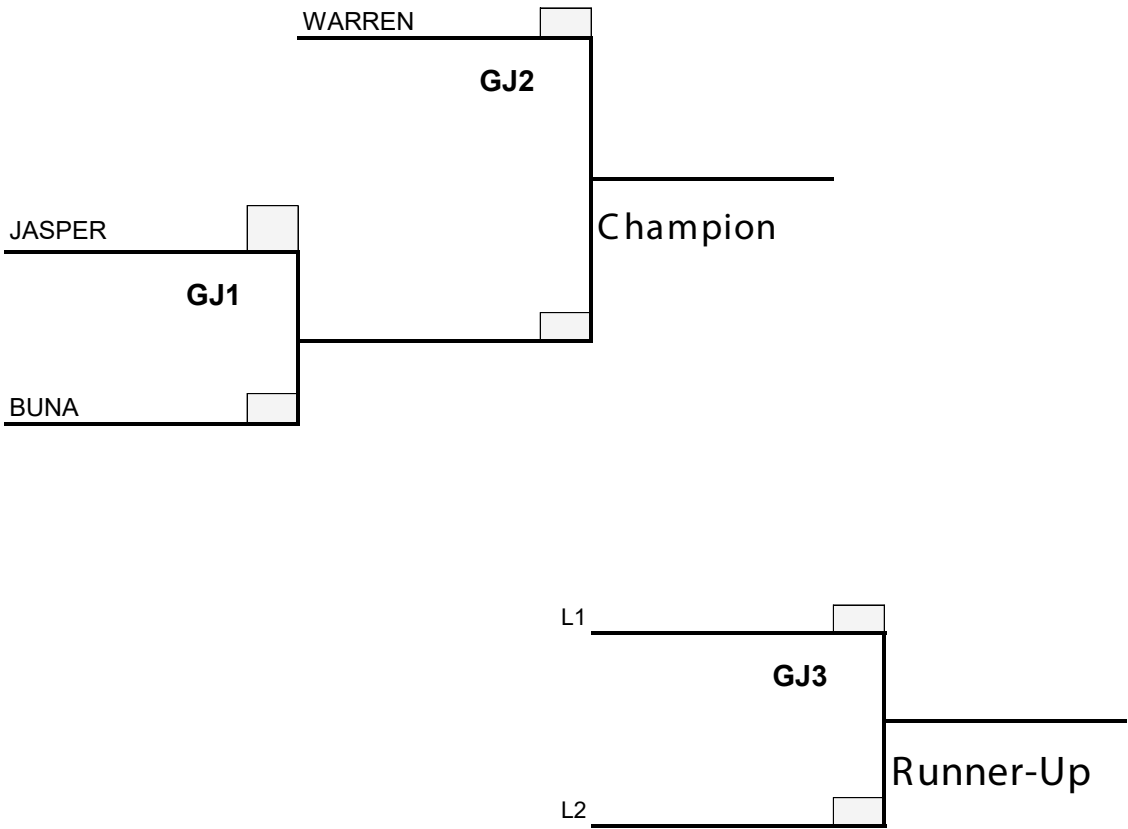 WARREN
GJ2
JASPER
Champion
GJ1
BUNA
L1
GJ3
Runner-Up
L2